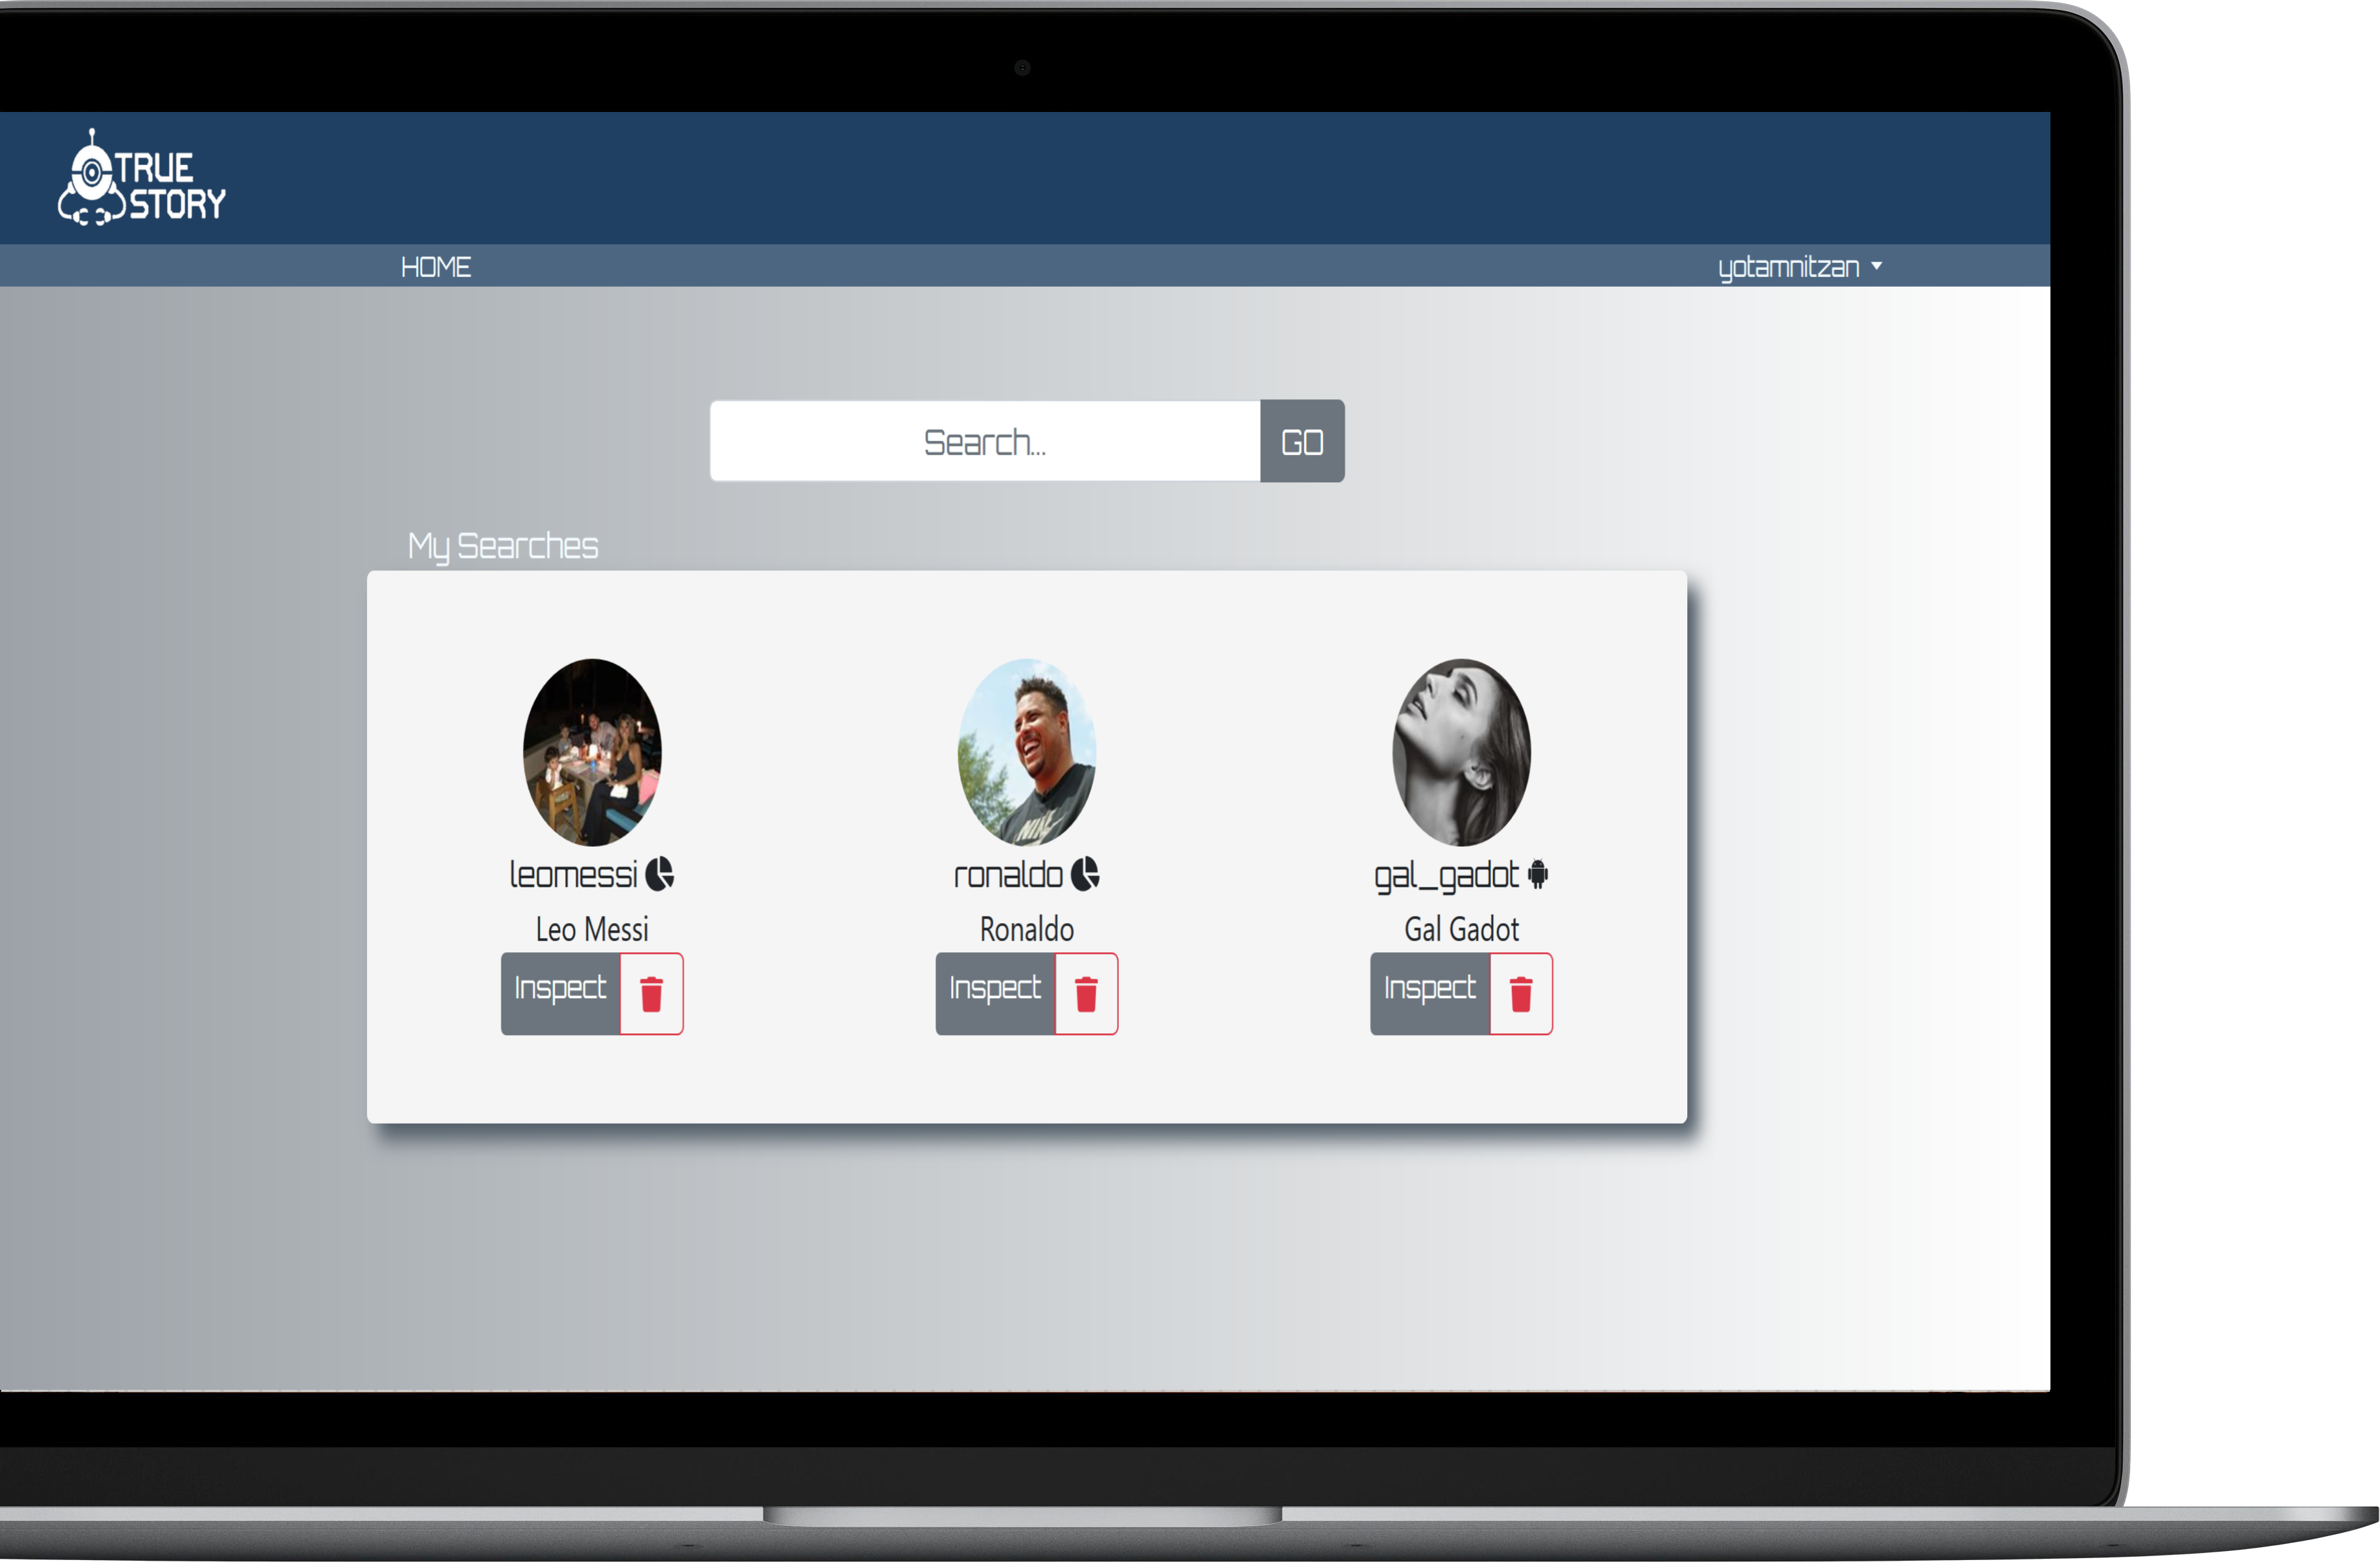 TRUE
STORY
HOME
yotamnitzan
Search...
GO
My Searches
leomessi
ronaldo
gal_gadot
Leo Messi
Ronaldo
Gal Gadot
Inspect
Inspect
Inspect
NIKE